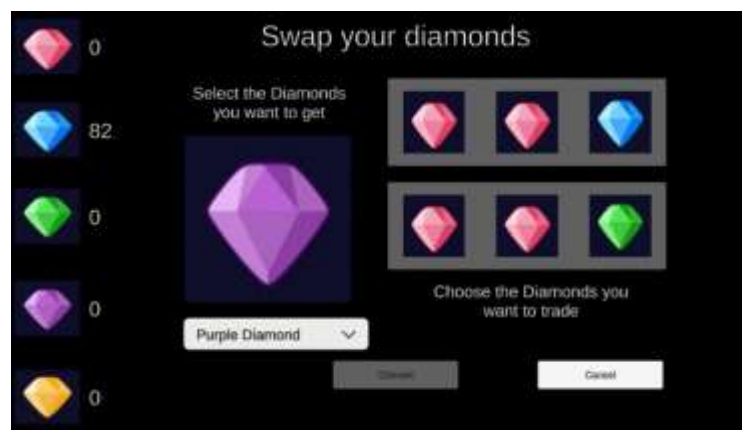 Swap your diamonds
0
82
0
0
0
Select the Diamonds
you want to get
Purple Diamond
Choose the Diamonds you
want to trade
Cancel